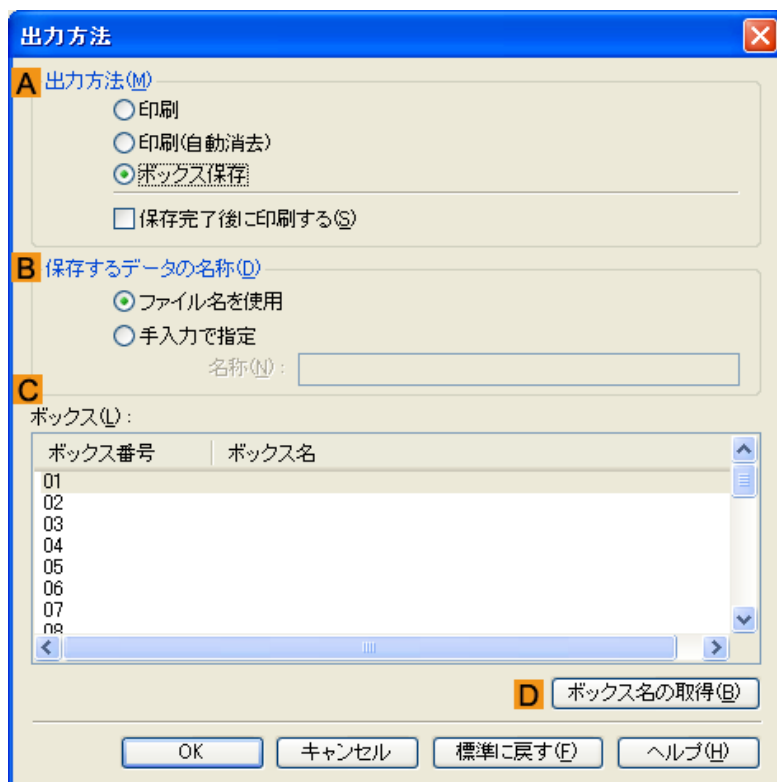 出力方法
A 出力方法(M)
印刷
印刷(自動消去)
ボックス保存
保存完了後に印刷する(S)
B 保存するデータの名称(D)
ファイル名を使用
手入力で指定
名称(N):
C
ボックス(L):
ボックス番号 ボックス名
01
02
03
04
05
06
07
08
D ボックス名の取得(B)
OK キャンセル 標準に戻す(F) ヘルプ(H)